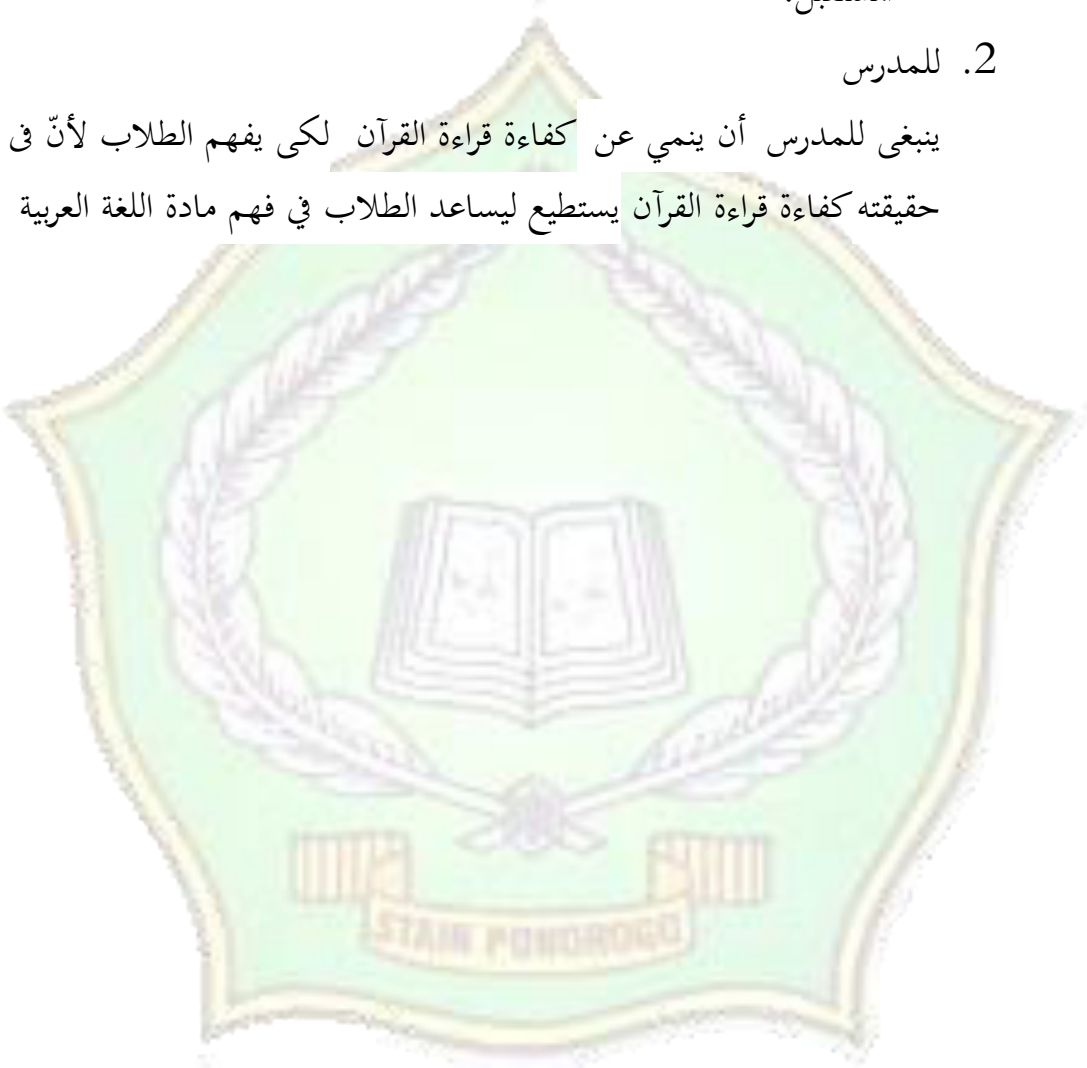 2. للمدرس
ينبغى للمدرس أن ينمي عن كفاءة قراءة القرآن لكى يفهم الطلاب لأنّ فى
حقيقته كفاءة قراءة القرآن يستطيع ليساعد الطلاب في فهم مادة اللغة العربية
STAIN PONOROGO